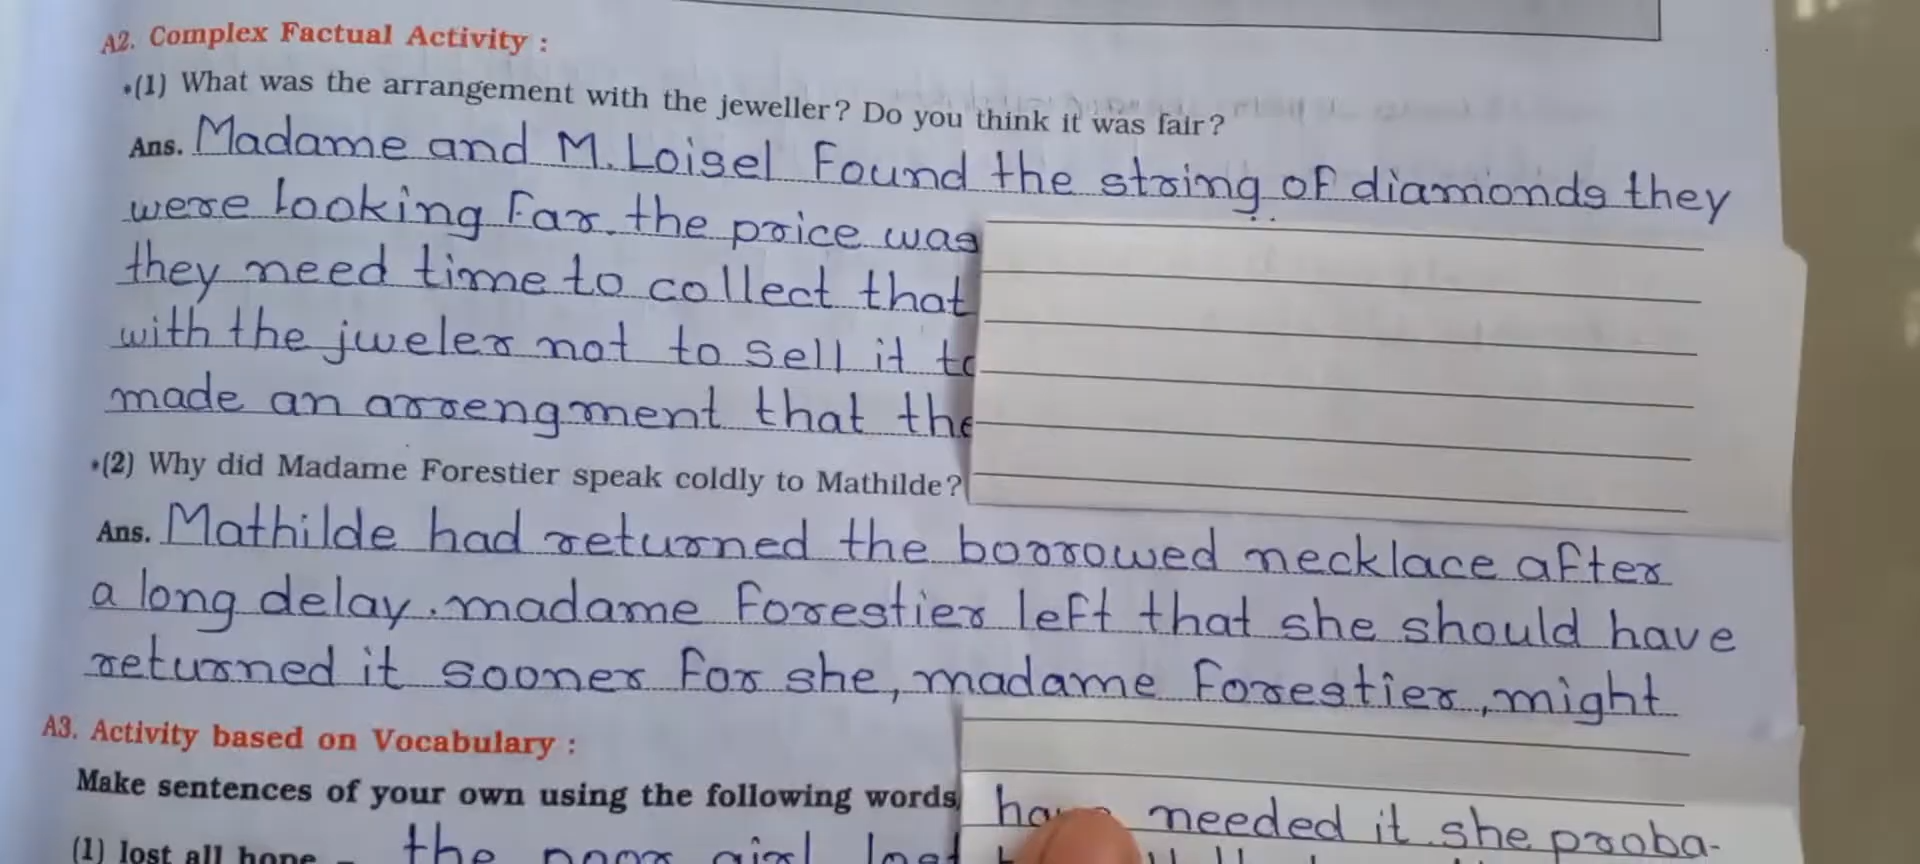 A2. Complex Factual Activity :
•(1) What was the arrangement with the jeweller? Do you think it was fair?
Ans. Madame and M. Loisel Found the string of diamonds they
were looking far. the price was
they need time to collect that
with the jweler not to sell it to
made an arrengment that the
•(2) Why did Madame Forestier speak coldly to Mathilde?
Ans. Mathilde had returned the borrowed necklace after
a long delay. madame Forestier left that she should have
returned it sooner For she, madame Forestier, might
A3. Activity based on Vocabulary :
Make sentences of your own using the following words
needed it. she proba-
(1) lost all hope - the poor girl lost